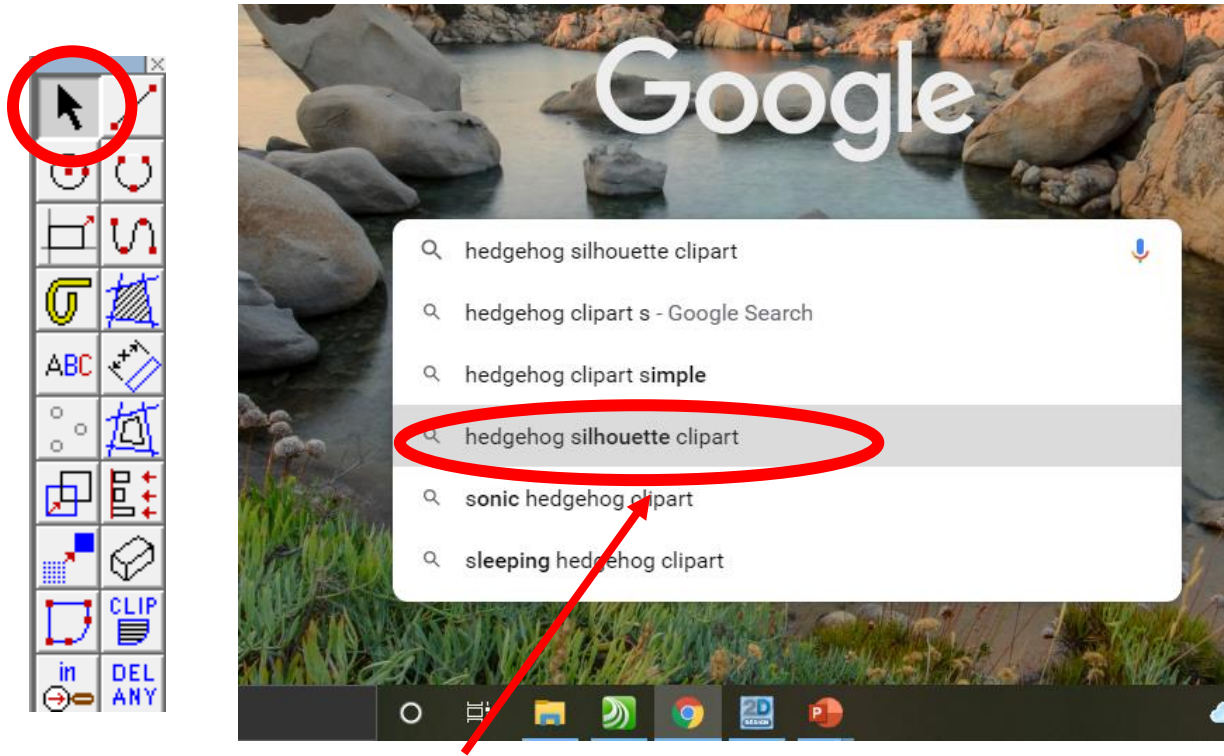 ABC
CLIP
in
DEL
ANY
Google
hedgehog silhouette clipart
hedgehog clipart s - Google Search
hedgehog clipart simple
hedgehog silhouette clipart
sonic hedgehog clipart
sleeping hedgehog clipart
2D
DESIGN
P